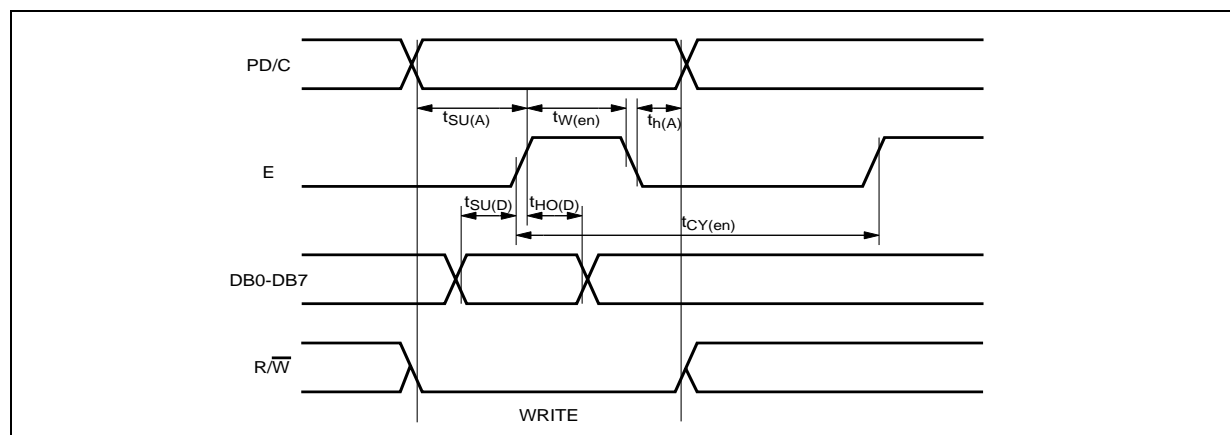 PD/C
tSU(A)
tW(en)
th(A)
E
tSU(D)
tHO(D)
tCY(en)
DB0-DB7
R/W̅
WRITE